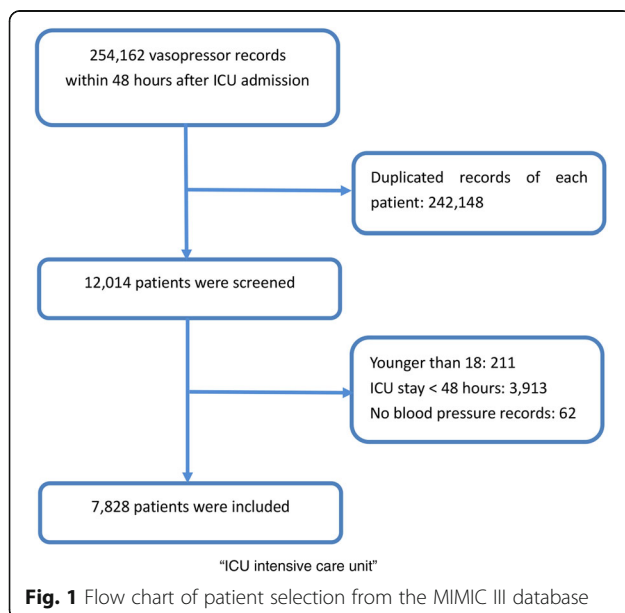 254,162 vasopressor records
within 48 hours after ICU admission
Duplicated records of each
patient: 242,148
12,014 patients were screened
Younger than 18: 211
ICU stay < 48 hours: 3,913
No blood pressure records: 62
7,828 patients were included
“ICU intensive care unit”
Fig. 1 Flow chart of patient selection from the MIMIC III database